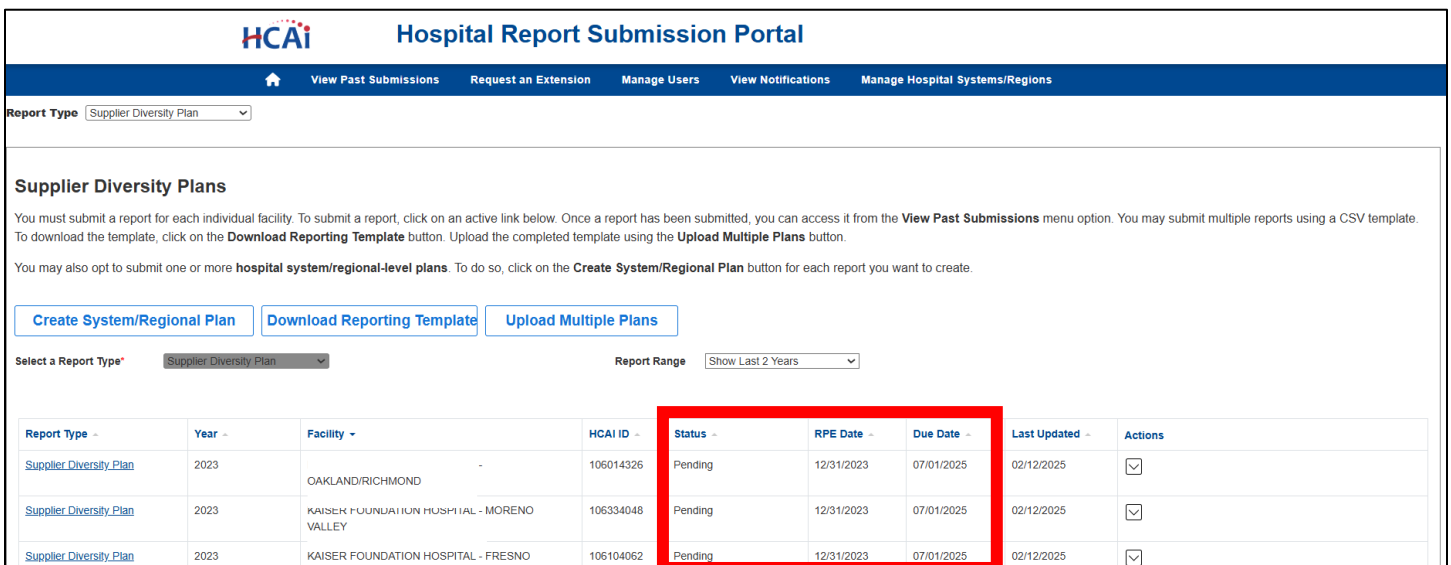 HCAi Hospital Report Submission Portal
View Past Submissions Request an Extension Manage Users View Notifications Manage Hospital Systems/Regions
Report Type Supplier Diversity Plan
Supplier Diversity Plans
You must submit a report for each individual facility. To submit a report, click on an active link below. Once a report has been submitted, you can access it from the View Past Submissions menu option. You may submit multiple reports using a CSV template.
To download the template, click on the Download Reporting Template button. Upload the completed template using the Upload Multiple Plans button.
You may also opt to submit one or more hospital system/regional-level plans. To do so, click on the Create System/Regional Plan button for each report you want to create.
Create System/Regional Plan Download Reporting Template Upload Multiple Plans
Select a Report Type* Supplier Diversity Plan Report Range Show Last 2 Years
Report Type Year Facility HCAI ID Status RPE Date Due Date Last Updated Actions
Supplier Diversity Plan 2023 - 106014326 Pending 12/31/2023 07/01/2025 02/12/2025
OAKLAND/RICHMOND
Supplier Diversity Plan 2023 KAISER FOUNDATION HOSPITAL - MORENO 106334048 Pending 12/31/2023 07/01/2025 02/12/2025
VALLEY
Supplier Diversity Plan 2023 KAISER FOUNDATION HOSPITAL - FRESNO 106104062 Pending 12/31/2023 07/01/2025 02/12/2025